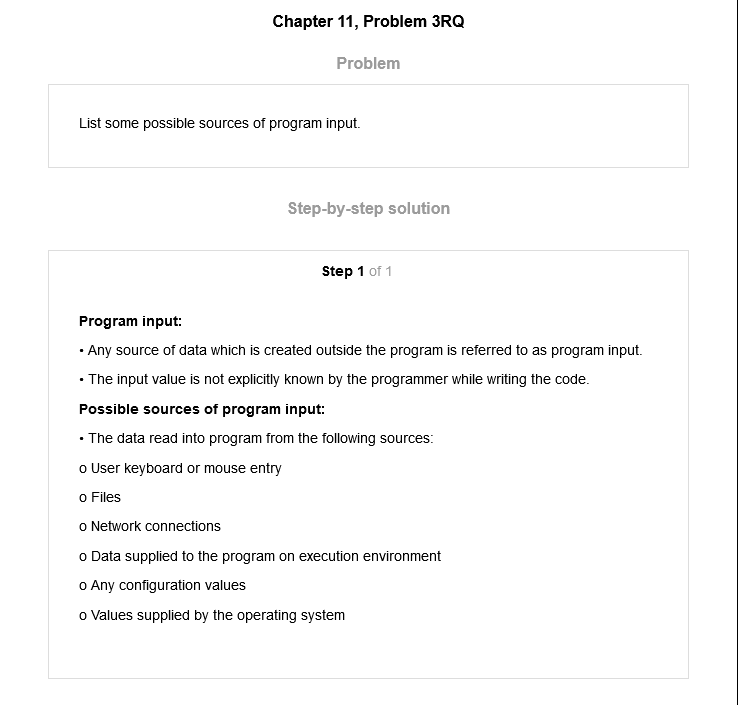 Chapter 11, Problem 3RQ
Problem
List some possible sources of program input.
Step-by-step solution
Step 1 of 1
Program input:
• Any source of data which is created outside the program is referred to as program input.
• The input value is not explicitly known by the programmer while writing the code.
Possible sources of program input:
• The data read into program from the following sources:
o User keyboard or mouse entry
o Files
o Network connections
o Data supplied to the program on execution environment
o Any configuration values
o Values supplied by the operating system